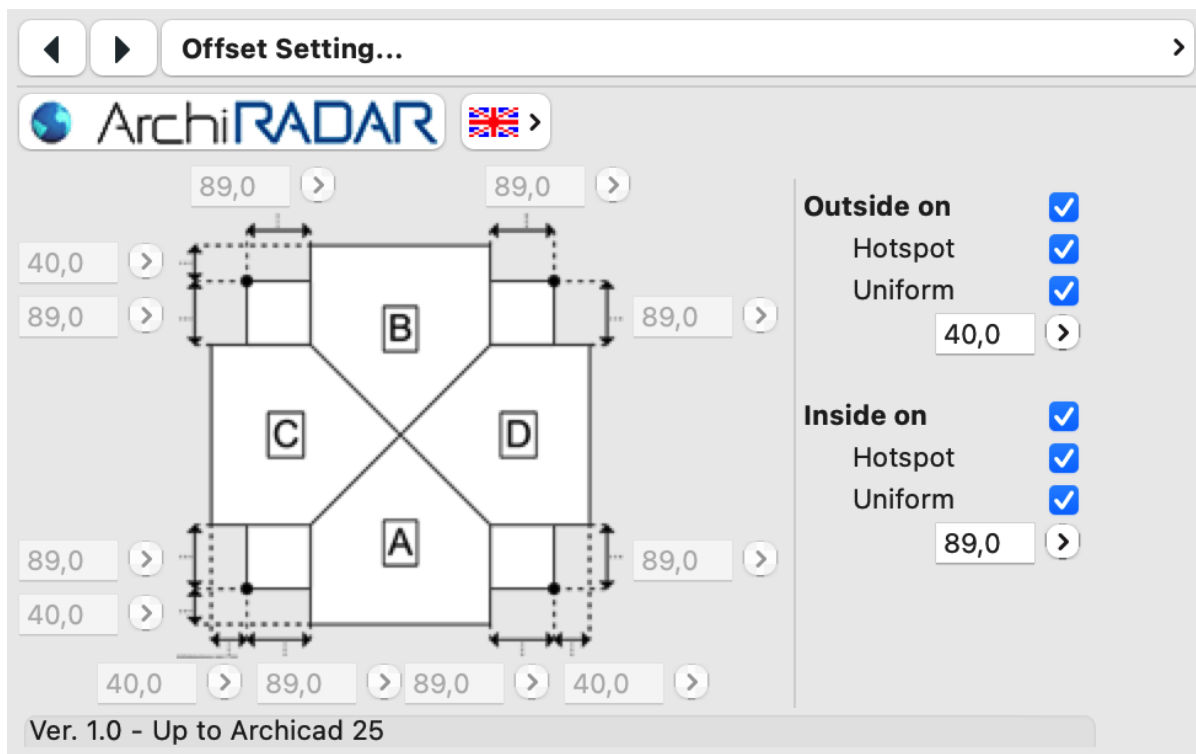 Offset Setting...
ArchiRADAR
89,0 89,0
Outside on
40,0
Hotspot
Uniform
89,0 89,0
40,0
B
C D
Inside on
Hotspot
Uniform
89,0
A
89,0 89,0
40,0
40,0 89,0 89,0 40,0
Ver. 1.0 - Up to Archicad 25